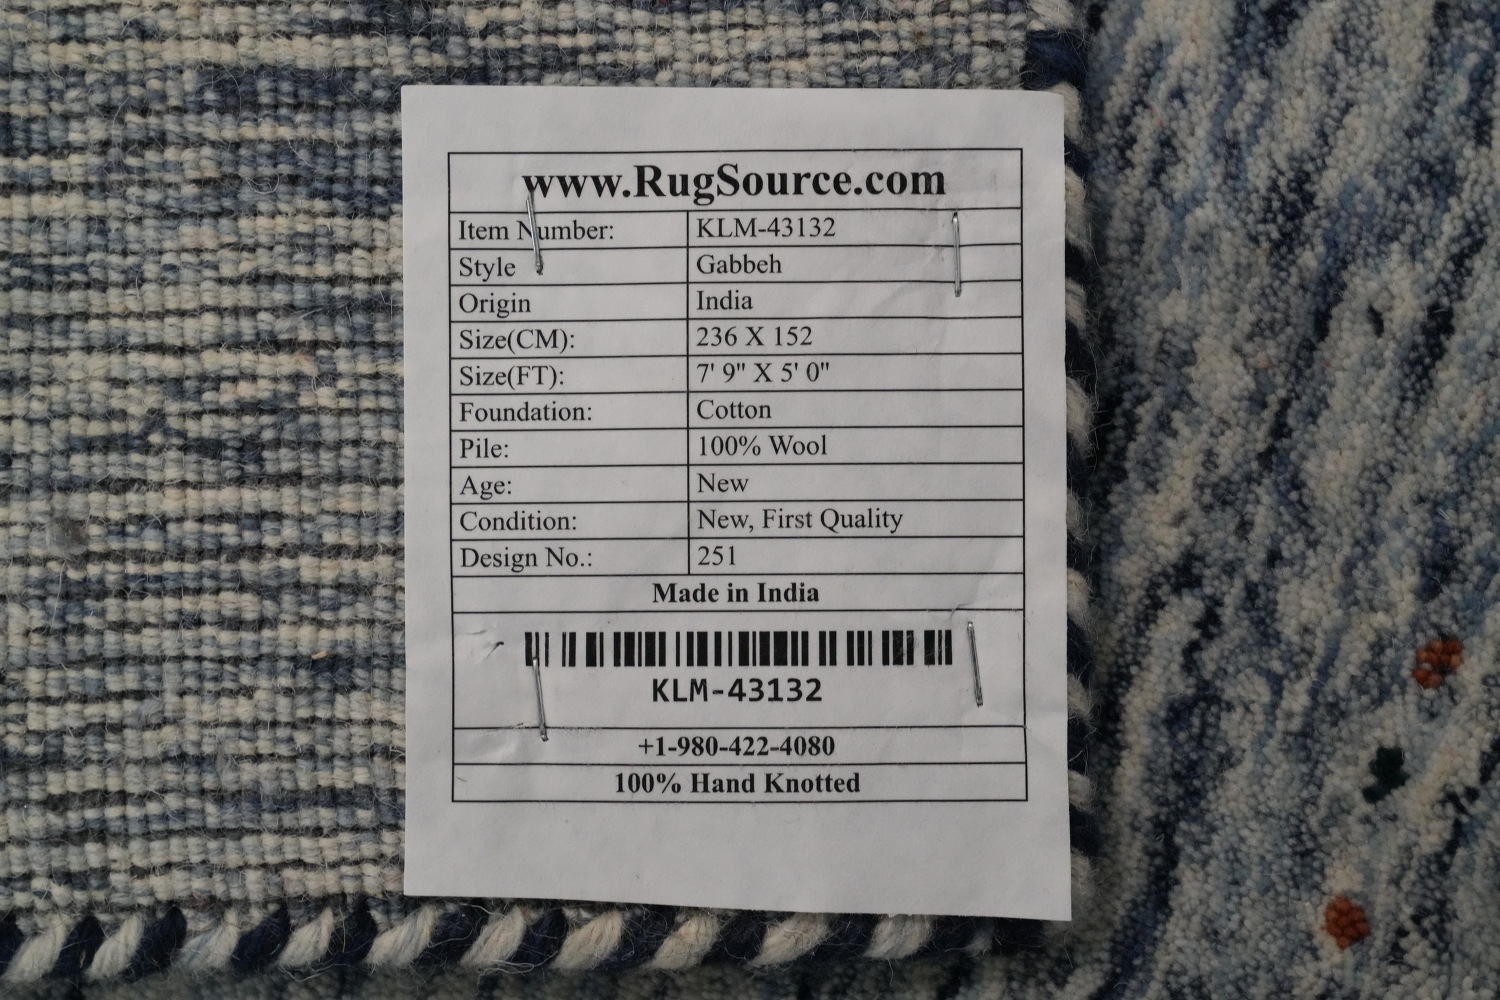 www.RugSource.com
Item Number: KLM-43132
Style Gabbeh
Origin India
Size(CM): 236 X 152
Size(FT): 7' 9" X 5' 0"
Foundation: Cotton
Pile: 100% Wool
Age: New
Condition: New, First Quality
Design No.: 251
Made in India
KLM-43132
+1-980-422-4080
100% Hand Knotted